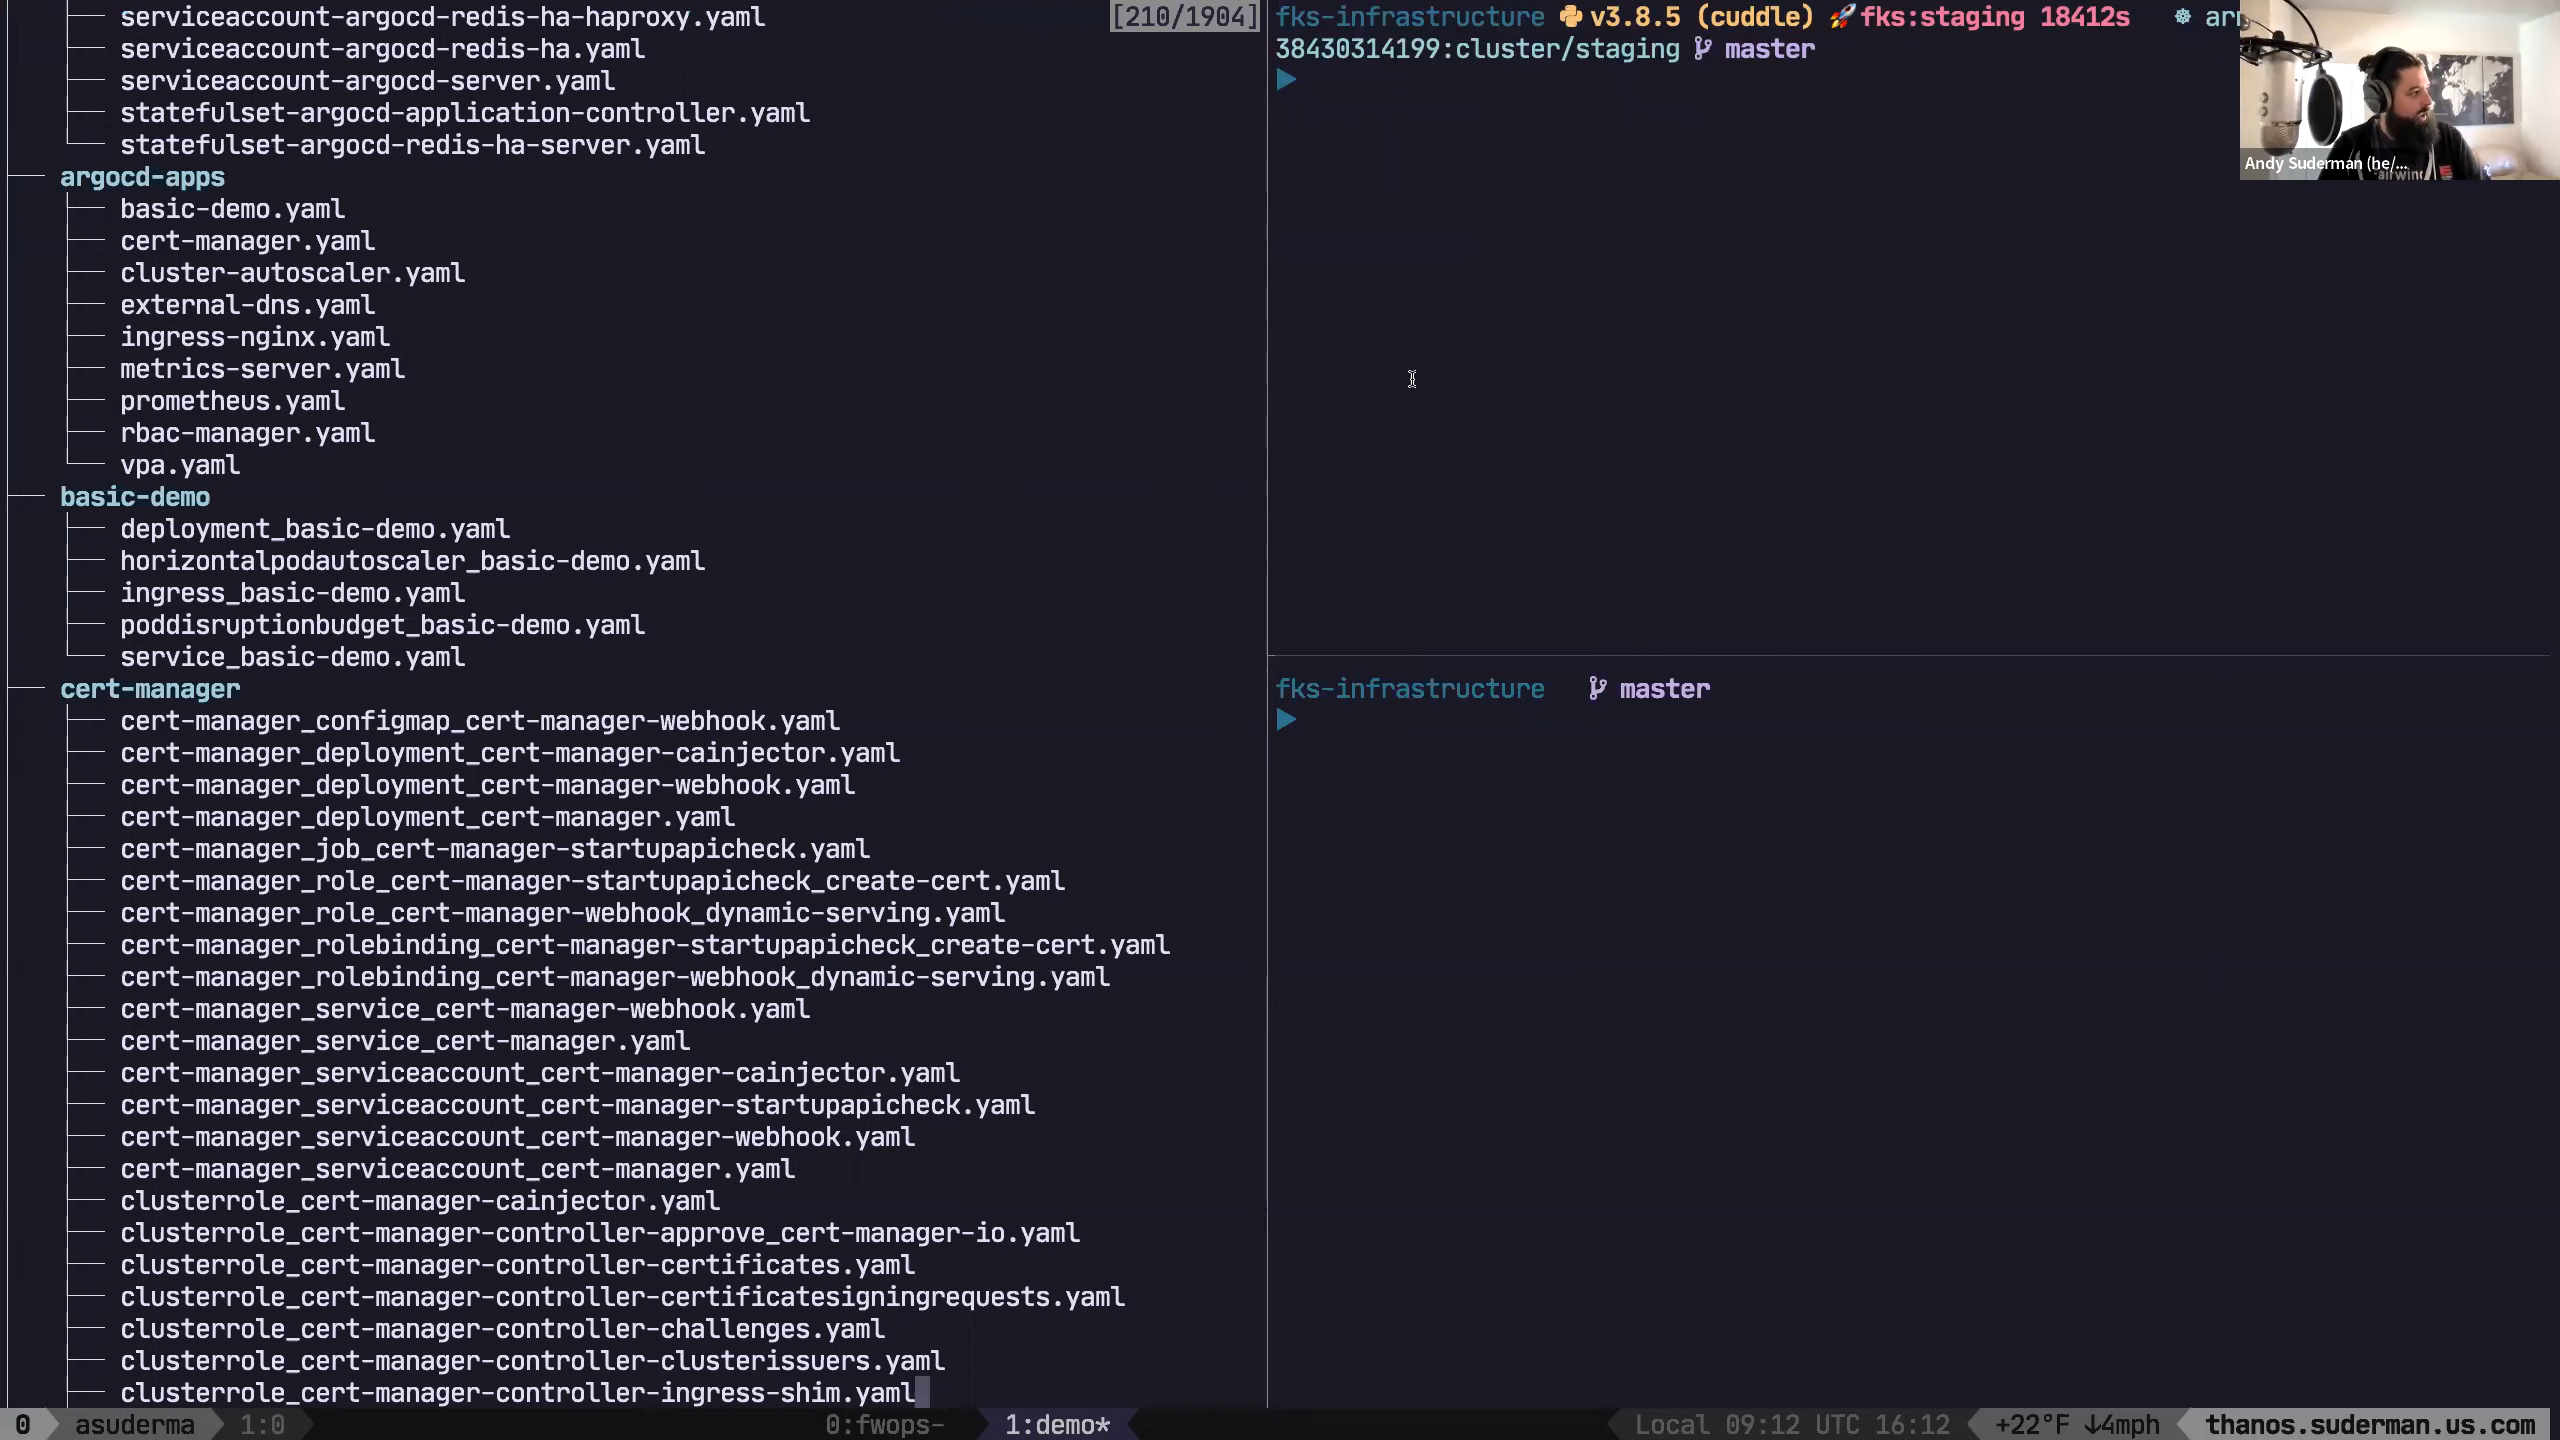 serviceaccount-argocd-redis-ha-haproxy.yaml
[210/1904]
serviceaccount-argocd-redis-ha.yaml
serviceaccount-argocd-server.yaml
statefulset-argocd-application-controller.yaml
statefulset-argocd-redis-ha-server.yaml
argocd-apps
basic-demo.yaml
cert-manager.yaml
cluster-autoscaler.yaml
external-dns.yaml
ingress-nginx.yaml
metrics-server.yaml
prometheus.yaml
rbac-manager.yaml
vpa.yaml
basic-demo
deployment_basic-demo.yaml
horizontalpodautoscaler_basic-demo.yaml
ingress_basic-demo.yaml
poddisruptionbudget_basic-demo.yaml
service_basic-demo.yaml
cert-manager
cert-manager_configmap_cert-manager-webhook.yaml
cert-manager_deployment_cert-manager-cainjector.yaml
cert-manager_deployment_cert-manager-webhook.yaml
cert-manager_deployment_cert-manager.yaml
cert-manager_job_cert-manager-startupapicheck.yaml
cert-manager_role_cert-manager-startupapicheck_create-cert.yaml
cert-manager_role_cert-manager-webhook_dynamic-serving.yaml
cert-manager_rolebinding_cert-manager-startupapicheck_create-cert.yaml
cert-manager_rolebinding_cert-manager-webhook_dynamic-serving.yaml
cert-manager_service_cert-manager-webhook.yaml
cert-manager_service_cert-manager.yaml
cert-manager_serviceaccount_cert-manager-cainjector.yaml
cert-manager_serviceaccount_cert-manager-startupapicheck.yaml
cert-manager_serviceaccount_cert-manager-webhook.yaml
cert-manager_serviceaccount_cert-manager.yaml
clusterrole_cert-manager-cainjector.yaml
clusterrole_cert-manager-controller-approve_cert-manager-io.yaml
clusterrole_cert-manager-controller-certificates.yaml
clusterrole_cert-manager-controller-certificatesigningrequests.yaml
clusterrole_cert-manager-controller-challenges.yaml
clusterrole_cert-manager-controller-clusterissuers.yaml
clusterrole_cert-manager-controller-ingress-shim.yaml
fks-infrastructure v3.8.5 (cuddle) fks:staging 18412s
38430314199:cluster/staging master
Andy Suderman (he/...
fks-infrastructure master
0 asuderma 1:0 0:fwops- 1:demo* Local 09:12 UTC 16:12 +22°F ↓4mph thanos.suderman.us.com